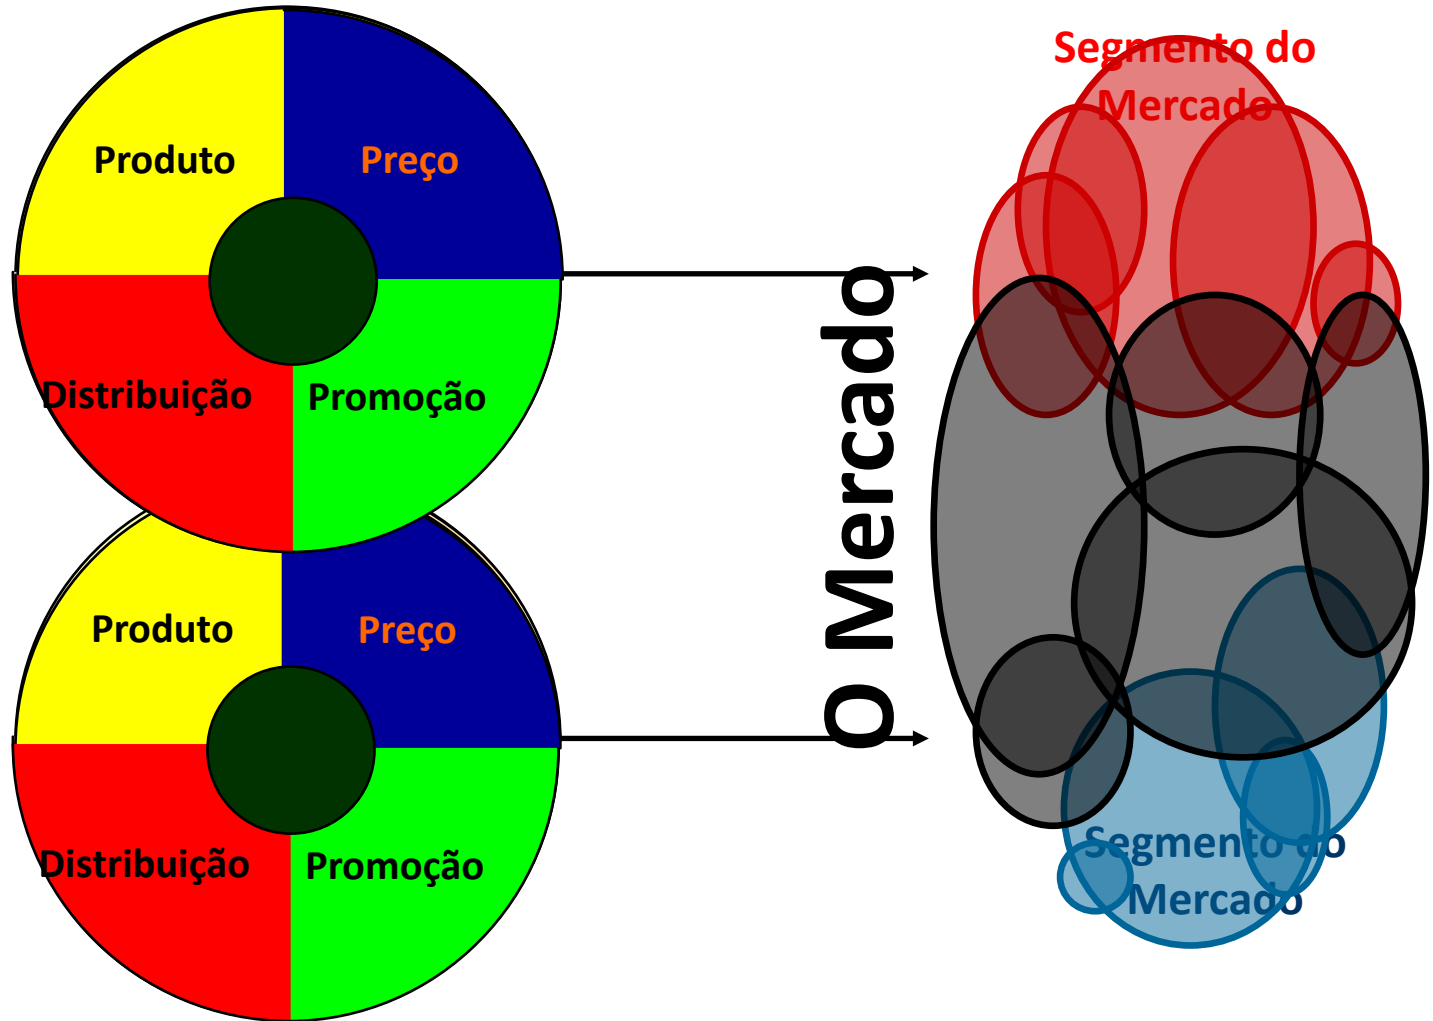 Produto
Preço
Distribuição
Promoção
Produto
Preço
Distribuição
Promoção
O Mercado
Segmento do
Mercado
Segmento do
Mercado